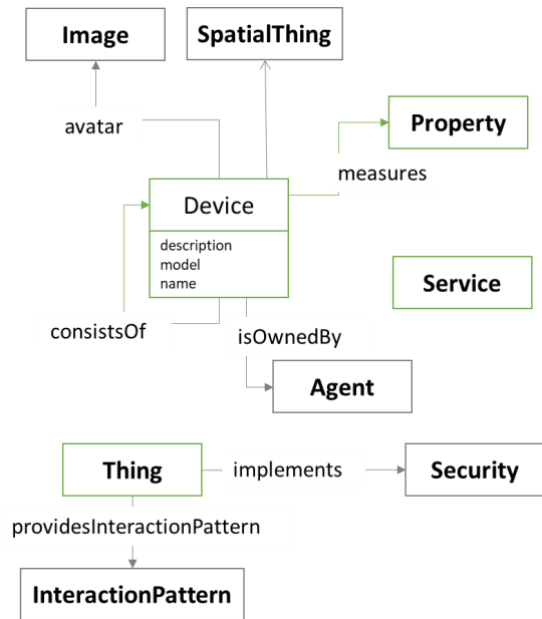 Image
SpatialThing
avatar
Property
measures
Device
description
model
name
Service
consistsOf
isOwnedBy
Agent
Thing
implements
Security
providesInteractionPattern
InteractionPattern